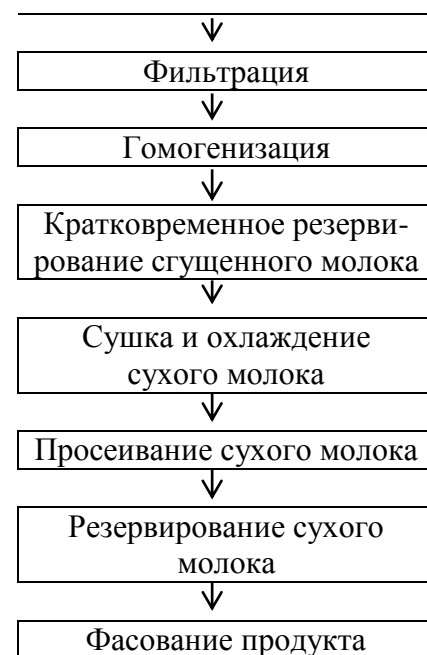 Фильтрация
Гомогенизация
Кратковременное резерви-
рование сгущенного молока
Сушка и охлаждение
сухого молока
Просеивание сухого молока
Резервирование сухого
молока
Фасование продукта